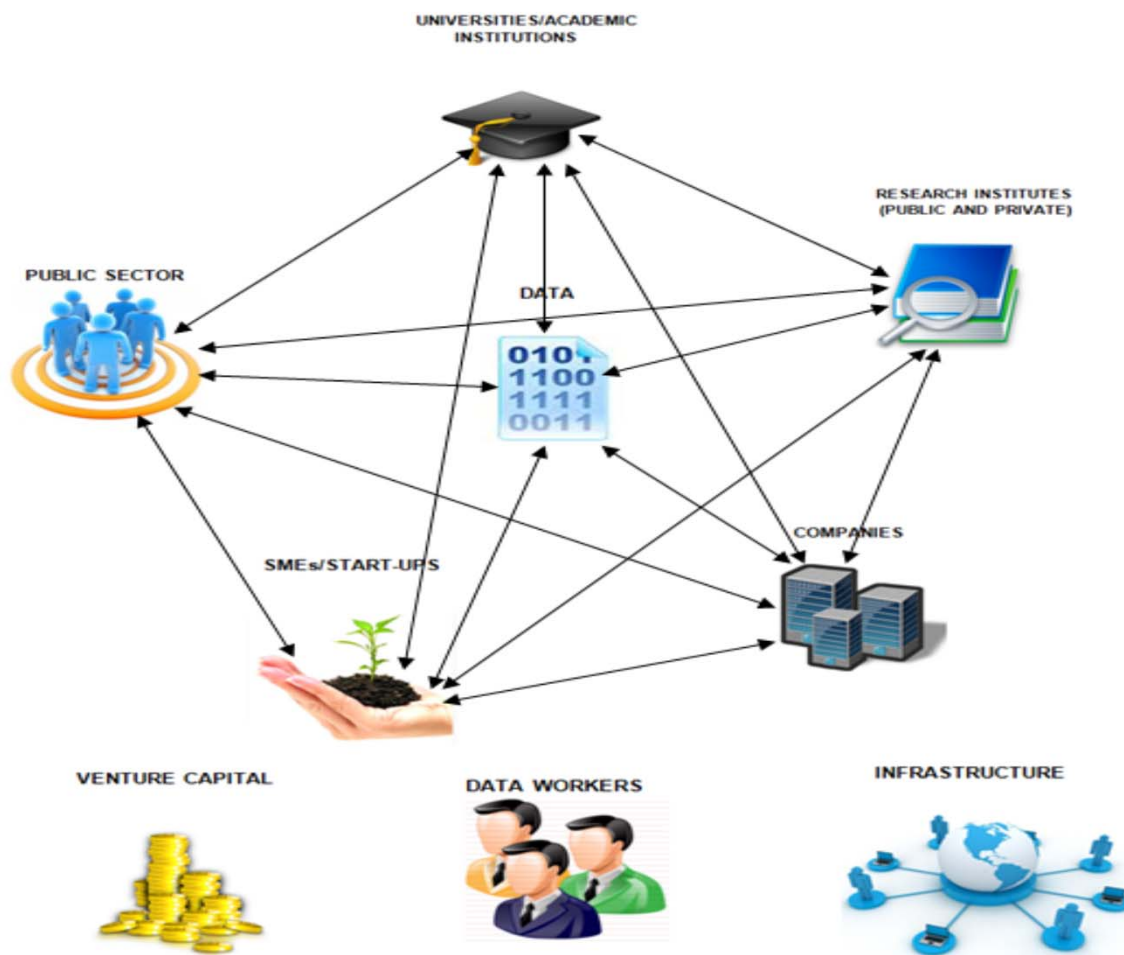 UNIVERSITIES/ACADEMIC
INSTITUTIONS
RESEARCH INSTITUTES
(PUBLIC AND PRIVATE)
PUBLIC SECTOR
DATA
0101
1100
1111
0011
COMPANIES
SMEs/START-UPS
VENTURE CAPITAL
DATA WORKERS
INFRASTRUCTURE